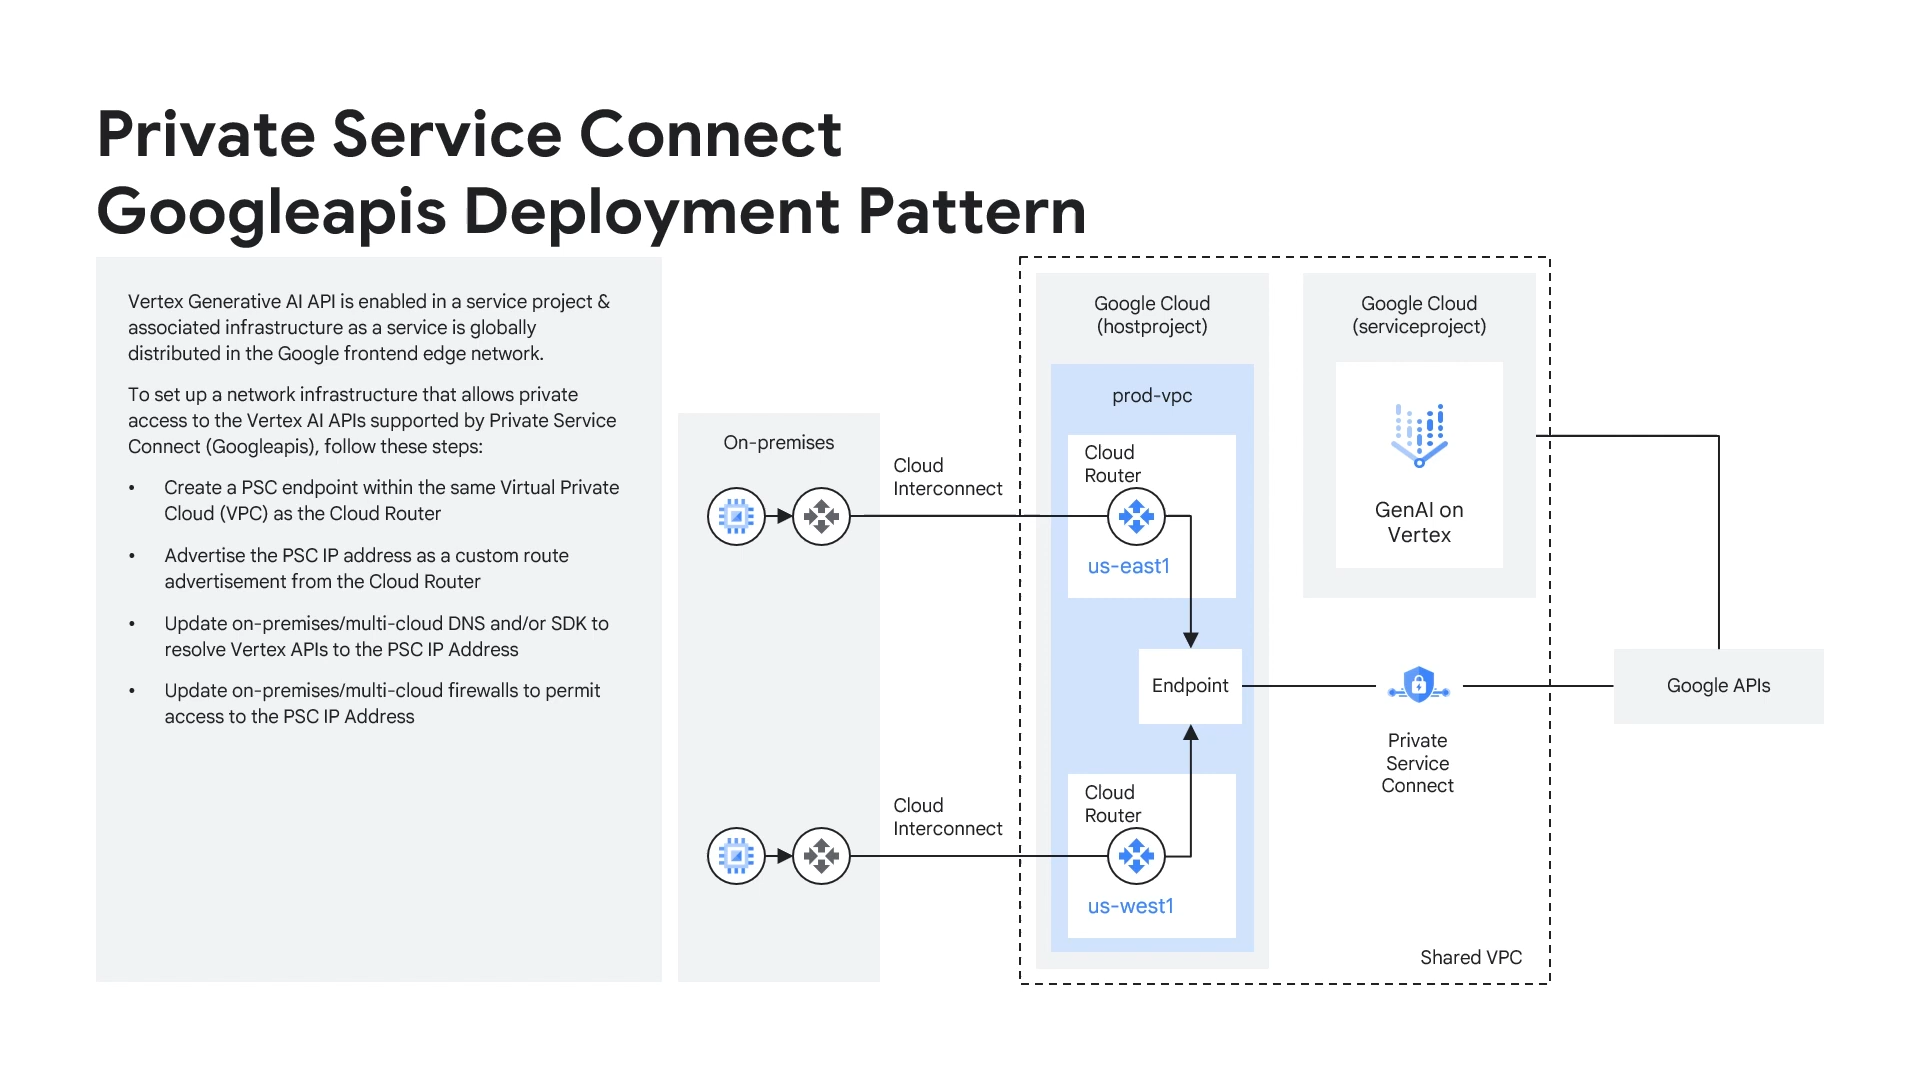 Private Service Connect
Googleapis Deployment Pattern
Vertex Generative AI API is enabled in a service project &
associated infrastructure as a service is globally
distributed in the Google frontend edge network.
To set up a network infrastructure that allows private
access to the Vertex AI APIs supported by Private Service
Connect (Googleapis), follow these steps:
• Create a PSC endpoint within the same Virtual Private
Cloud (VPC) as the Cloud Router
• Advertise the PSC IP address as a custom route
advertisement from the Cloud Router
• Update on-premises/multi-cloud DNS and/or SDK to
resolve Vertex APIs to the PSC IP Address
• Update on-premises/multi-cloud firewalls to permit
access to the PSC IP Address
On-premises
Cloud
Interconnect
Cloud
Interconnect
Google Cloud
(hostproject)
prod-vpc
Cloud
Router
us-east1
Endpoint
Cloud
Router
us-west1
Google Cloud
(serviceproject)
GenAI on
Vertex
Private
Service
Connect
Shared VPC
Google APIs